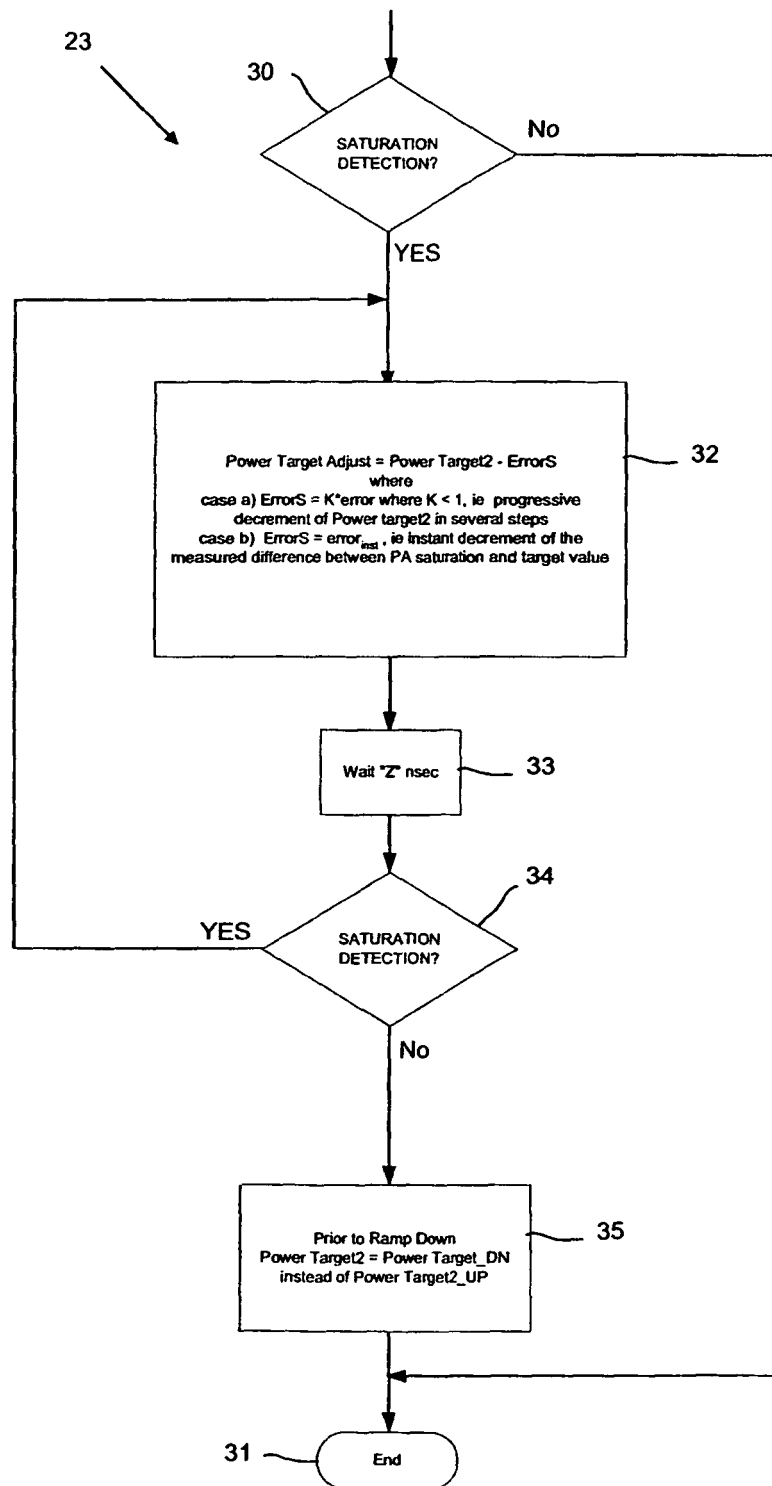 23
30
SATURATION
DETECTION?
No
YES
Power Target Adjust = Power Target2 - ErrorS
where
case a) ErrorS = K*error where K < 1, ie progressive
decrement of Power target2 in several steps
case b) ErrorS = error_inst, ie instant decrement of the
measured difference between PA saturation and target value
32
Wait "Z" nsec
33
34
YES
SATURATION
DETECTION?
No
Prior to Ramp Down
Power Target2 = Power Target_DN
instead of Power Target2_UP
35
31
End